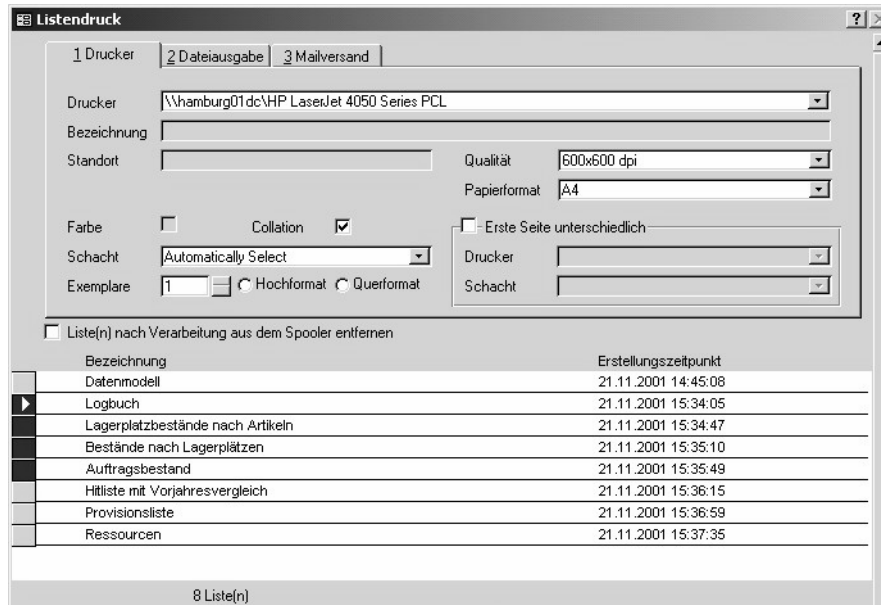 Listendruck
1 Drucker 2 Dateiausgabe 3 Mailversand
Drucker \\hamburg01dc\HP LaserJet 4050 Series PCL
Bezeichnung
Standort Qualität 600x600 dpi
Papierformat A4
Farbe Collation Erste Seite unterschiedlich
Schacht Automatically Select Drucker
Exemplare 1 Hochformat Querformat Schacht
Liste(n) nach Verarbeitung aus dem Spooler entfernen
Bezeichnung Erstellungszeitpunkt
Datenmodell 21.11.2001 14:45:08
Logbuch 21.11.2001 15:34:05
Lagerplatzbestände nach Artikeln 21.11.2001 15:34:47
Bestände nach Lagerplätzen 21.11.2001 15:35:10
Auftragsbestand 21.11.2001 15:35:49
Hitliste mit Vorjahresvergleich 21.11.2001 15:36:15
Provisionsliste 21.11.2001 15:36:59
Ressourcen 21.11.2001 15:37:35
8 Liste(n)